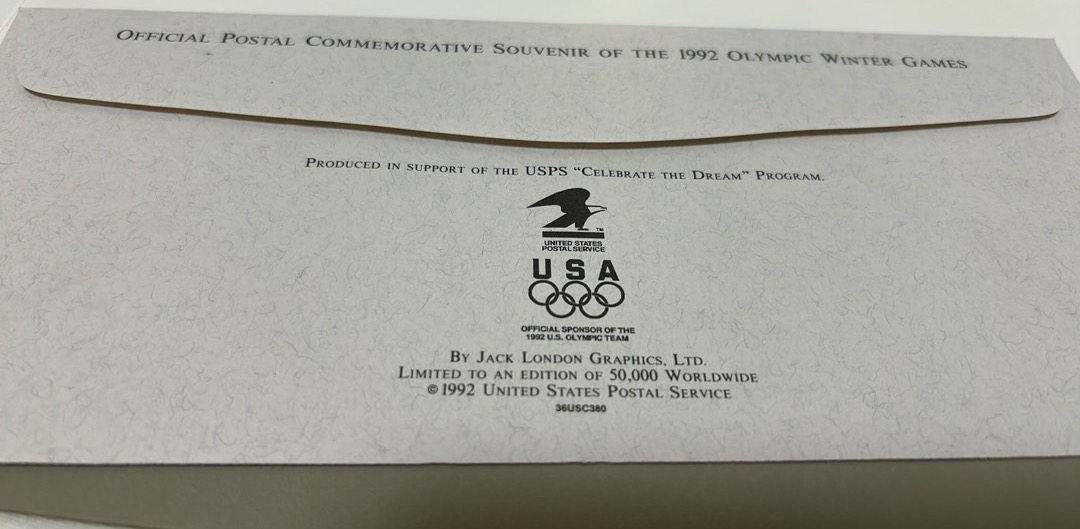 OFFICIAL POSTAL COMMEMORATIVE SOUVENIR OF THE 1992 OLYMPIC WINTER GAMES
PRODUCED IN SUPPORT OF THE USPS “CELEBRATE THE DREAM” PROGRAM.
TM
UNITED STATES
POSTAL SERVICE
USA
OFFICIAL SPONSOR OF THE
1992 U.S. OLYMPIC TEAM
BY JACK LONDON GRAPHICS, LTD.
LIMITED TO AN EDITION OF 50,000 WORLDWIDE
©1992 UNITED STATES POSTAL SERVICE
36USC380